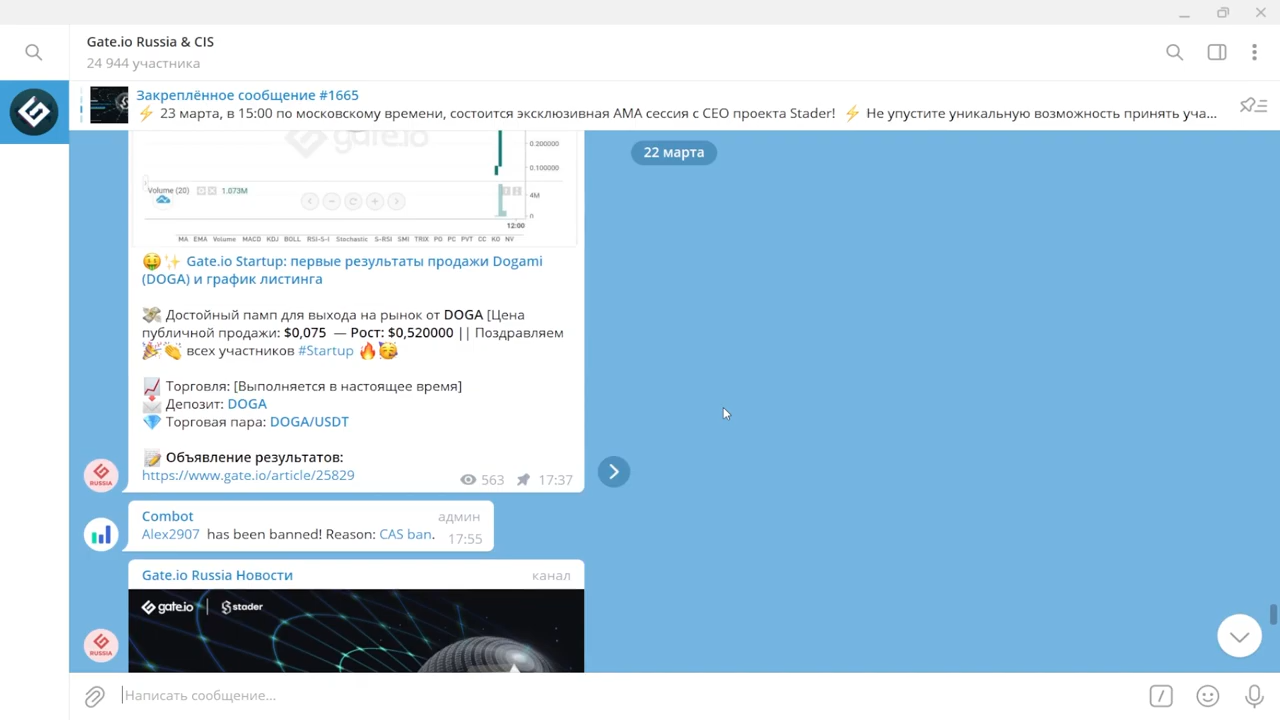 Gate.io Russia & CIS
24 944 участника
Закреплённое сообщение #1665
⚡ 23 марта, в 15:00 по московскому времени, состоится эксклюзивная АМА сессия с CEO проекта Stader! ⚡ Не упустите уникальную возможность принять уча...
22 марта
gate.io
0.200000
0.100000
Volume (20) 1.073M
4M
0
12:00
MA EMA Volume MACD KDJ BOLL RSI-S-I Stochastic S-RSI SMI TRIX PO PC PVT CC KO NV
🤑✨ Gate.io Startup: первые результаты продажи Dogami
(DOGA) и график листинга
💸 Достойный памп для выхода на рынок от DOGA [Цена
публичной продажи: $0,075 — Рост: $0,520000 || Поздравляем
🎉👏 всех участников #Startup 🔥🥳
📈 Торговля: [Выполняется в настоящее время]
📩 Депозит: DOGA
💎 Торговая пара: DOGA/USDT
📝 Объявление результатов:
https://www.gate.io/article/25829
563 17:37
RUSSIA
Combot админ
Alex2907 has been banned! Reason: CAS ban. 17:55
Gate.io Russia Новости канал
gate.io | Stader
RUSSIA
Написать сообщение...